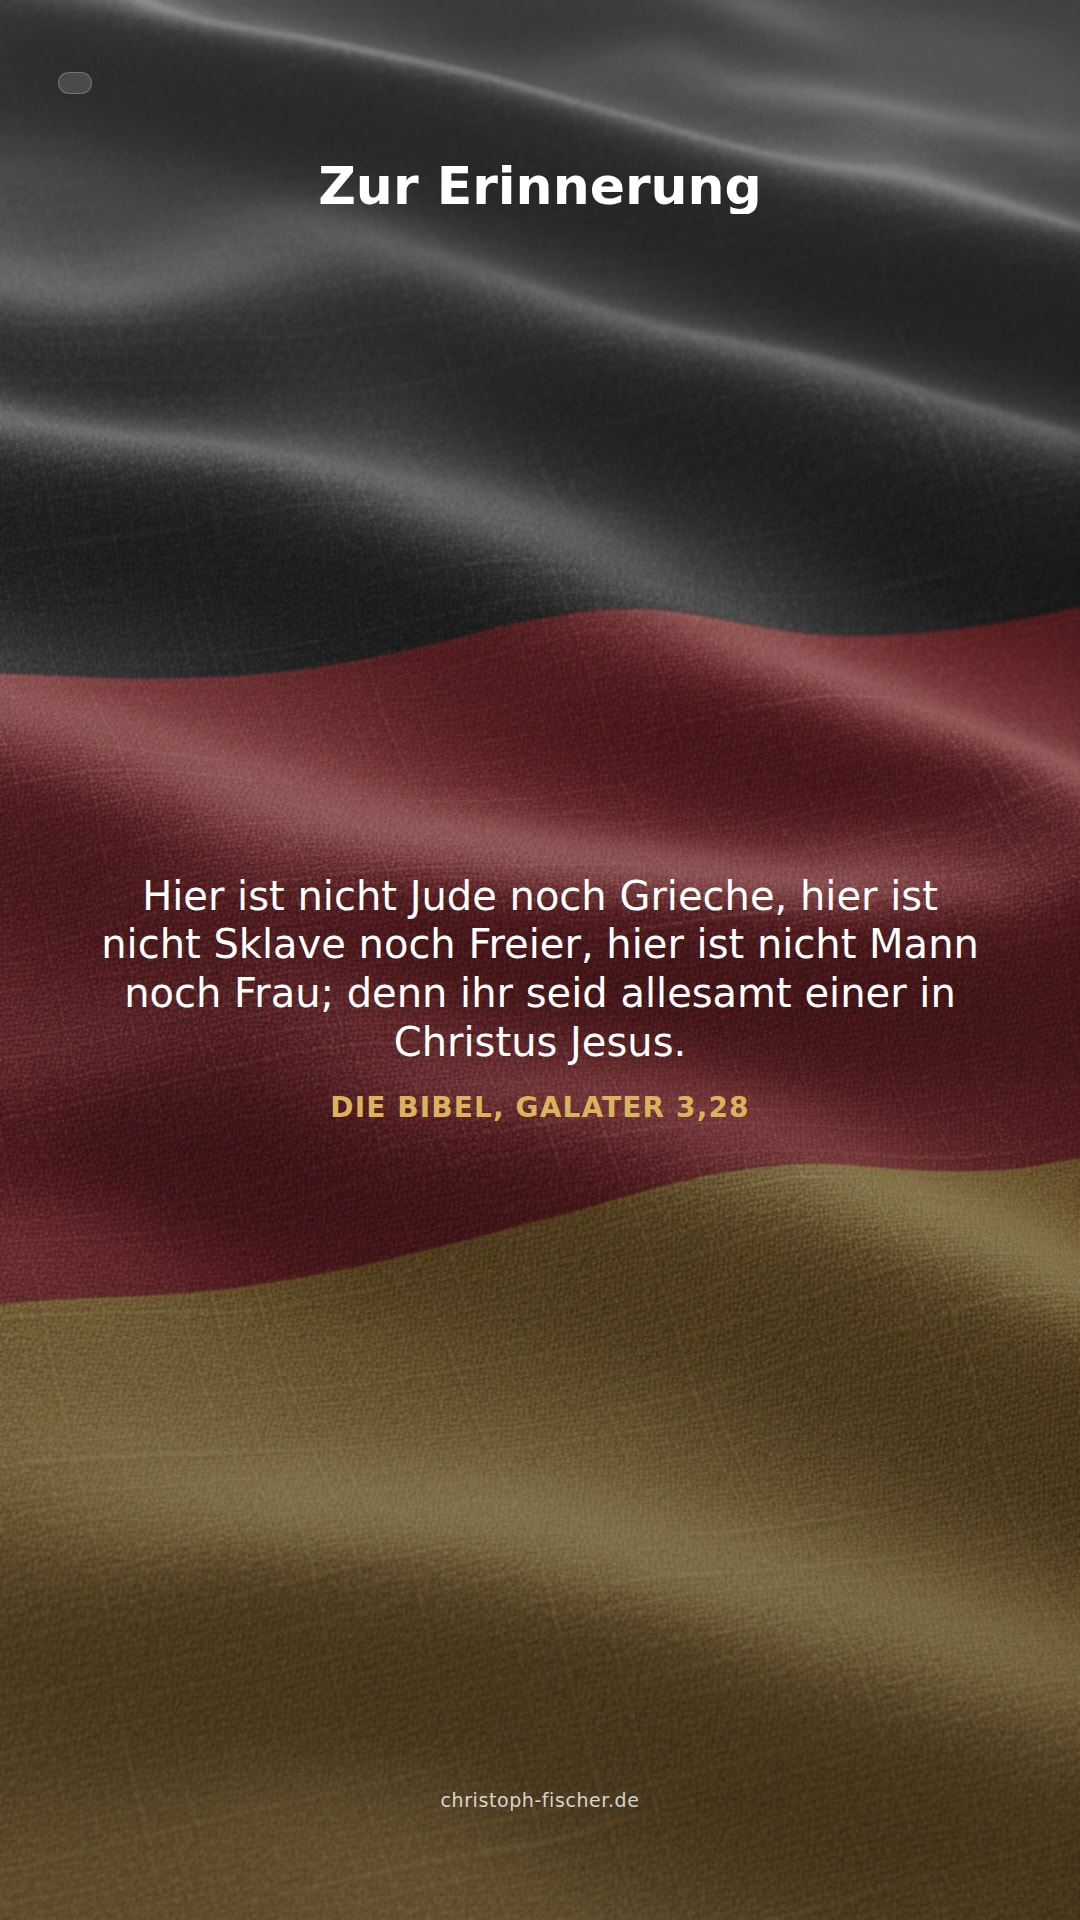 Zur Erinnerung
Hier ist nicht Jude noch Grieche, hier ist
nicht Sklave noch Freier, hier ist nicht Mann
noch Frau; denn ihr seid allesamt einer in
Christus Jesus.
DIE BIBEL, GALATER 3,28
christoph-fischer.de